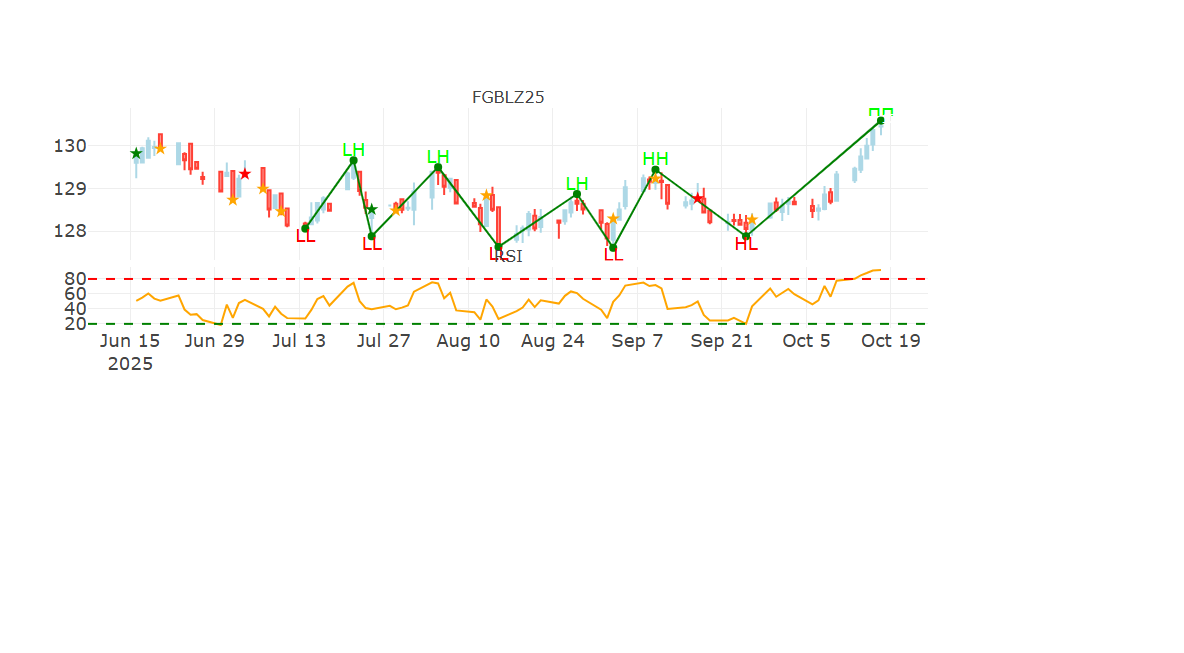 FGBLZ25
130
129
128
LH
LH
LH
HH
LL
LL
LL
LL
HL
RSI
80
60
40
20
Jun 15
2025
Jun 29
Jul 13
Jul 27
Aug 10
Aug 24
Sep 7
Sep 21
Oct 5
Oct 19